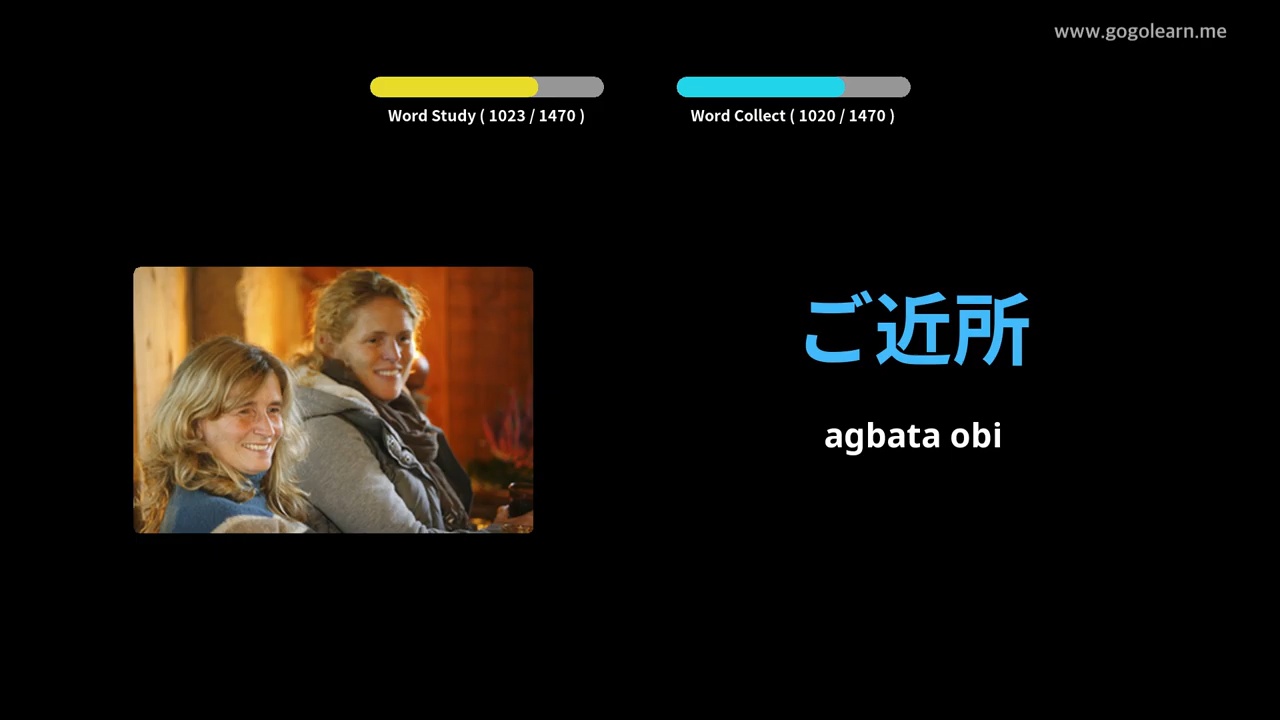 www.gogolearn.me
Word Study ( 1023 / 1470 )
Word Collect ( 1020 / 1470 )
ご近所
agbata obi